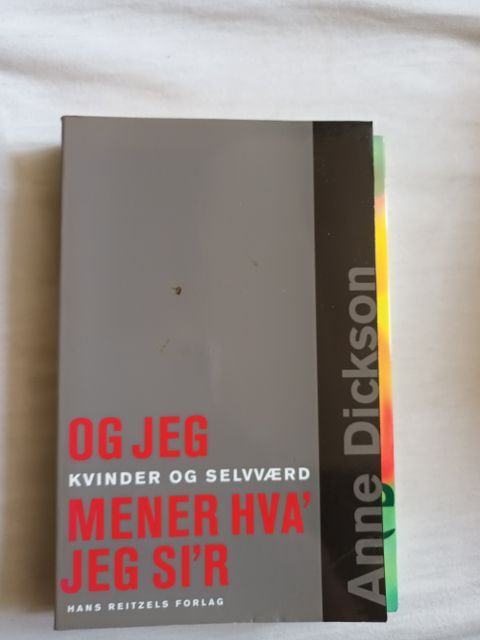 OG JEG
KVINDER OG SELVVÆRD
MENER HVA'
JEG SI'R
HANS REITZELS FORLAG
Anne Dickson